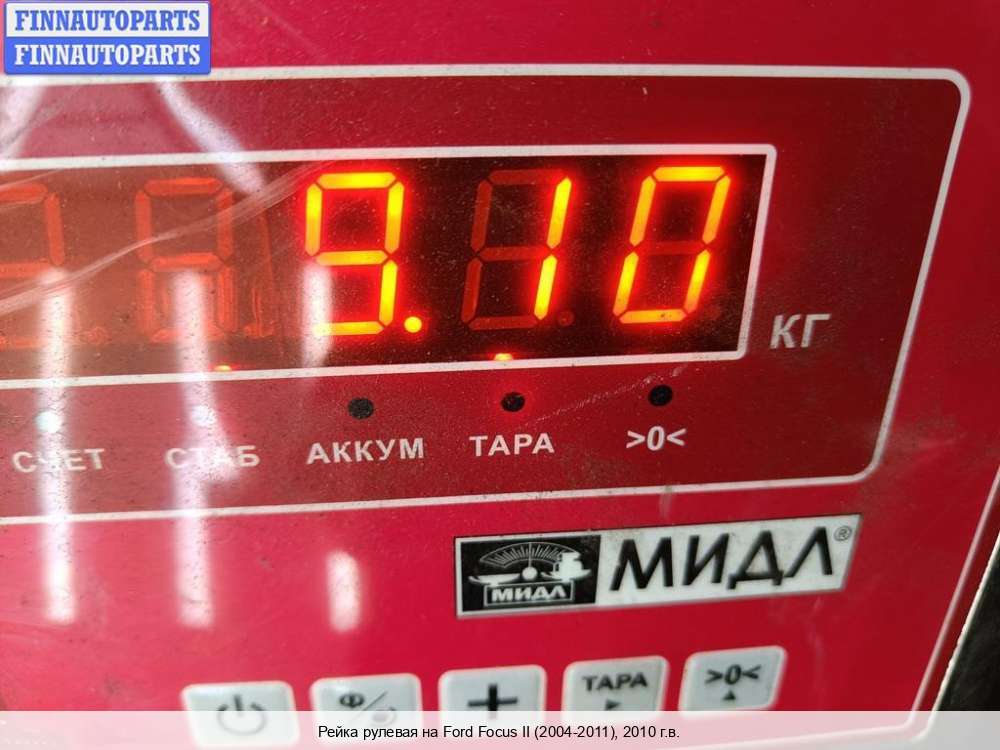 FINNAUTOPARTS
FINNAUTOPARTS
9.10
КГ
СЧЕТ СТАБ АККУМ ТАРА >0<
МИДЛ МИДЛ®
Ф/
+ ТАРА >0<
Рейка рулевая на Ford Focus II (2004-2011), 2010 г.в.